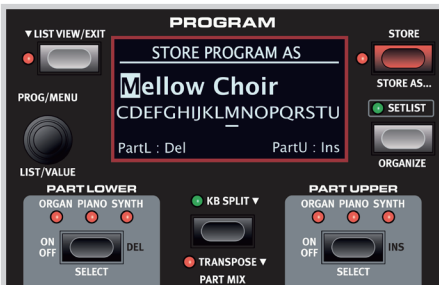 PROGRAM
▼LIST VIEW/EXIT
STORE
STORE PROGRAM AS
Mellow Choir
CDEFGHIJKLMNOPQRSTU
PartL : Del PartU : Ins
STORE AS...
PROG/MENU
SETLIST
LIST/VALUE
ORGANIZE
PART LOWER
ORGAN PIANO SYNTH
ON
OFF
DEL
SELECT
KB SPLIT ▼
TRANSPOSE ▼
PART MIX
PART UPPER
ORGAN PIANO SYNTH
ON
OFF
INS
SELECT